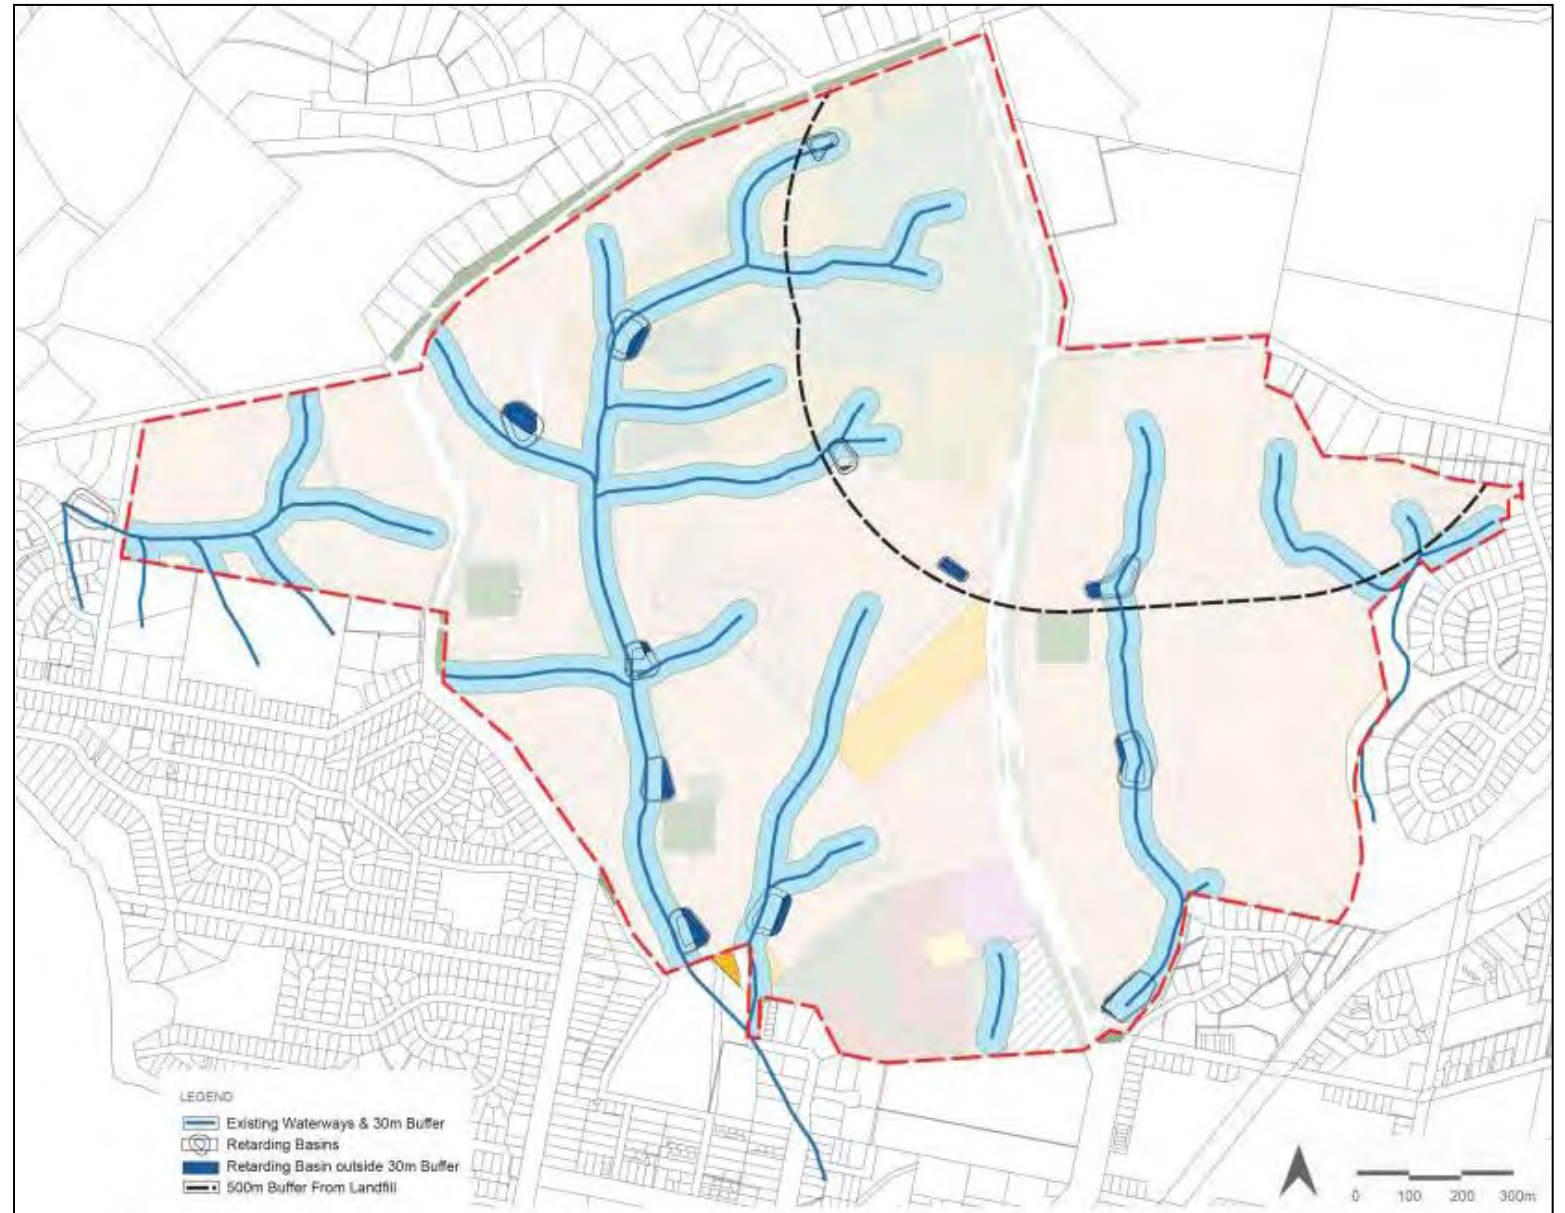 LEGEND
Existing Waterways & 30m Buffer
Retarding Basins
Retarding Basin outside 30m Buffer
500m Buffer From Landfill
0 100 200 300m